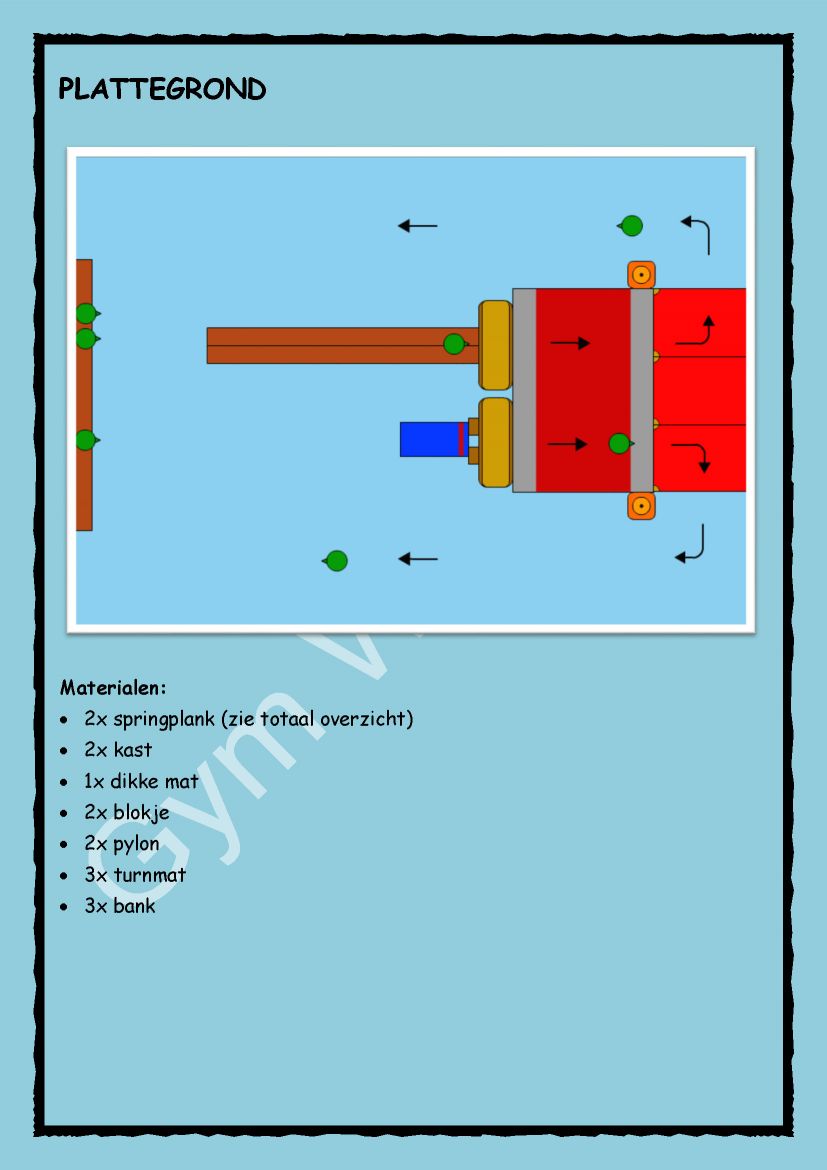 PLATTEGROND
Materialen:
• 2x springplank (zie totaal overzicht)
• 2x kast
• 1x dikke mat
• 2x blokje
• 2x pylon
• 3x turnmat
• 3x bank
Gym